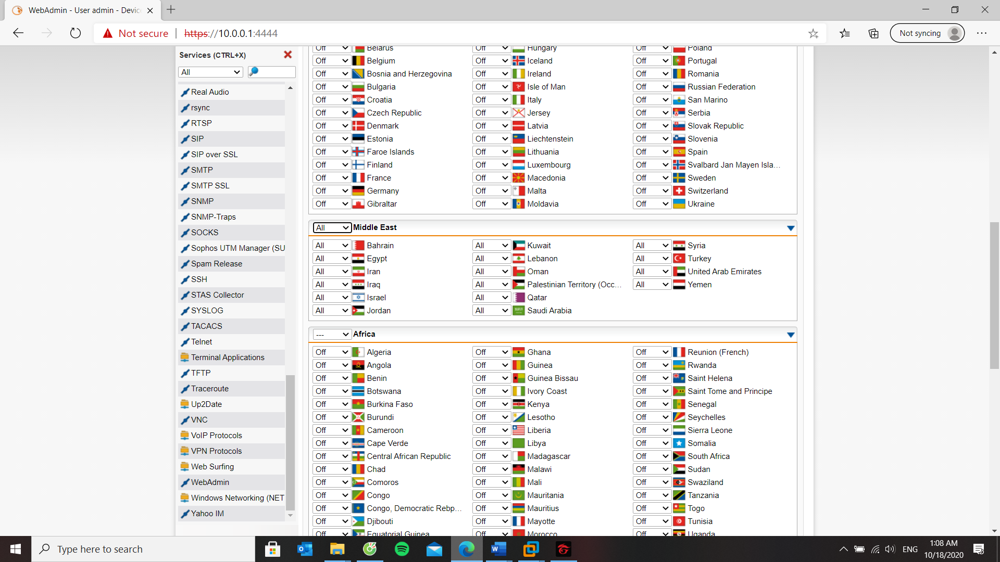 WebAdmin - User admin - Devic
Not secure
https://10.0.0.1:4444
Not syncing
Services (CTRL+X)
All
Real Audio
rsync
RTSP
SIP
SIP over SSL
SMTP
SMTP SSL
SNMP
SNMP-Traps
SOCKS
Sophos UTM Manager (SU
Spam Release
SSH
STAS Collector
SYSLOG
TACACS
Telnet
Terminal Applications
TFTP
Traceroute
Up2Date
VNC
VoIP Protocols
VPN Protocols
Web Surfing
WebAdmin
Windows Networking (NET
Yahoo IM
Off Belarus Off Hungary Off Poland
Off Belgium Off Iceland Off Portugal
Off Bosnia and Herzegovina Off Ireland Off Romania
Off Bulgaria Off Isle of Man Off Russian Federation
Off Croatia Off Italy Off San Marino
Off Czech Republic Off Jersey Off Serbia
Off Denmark Off Latvia Off Slovak Republic
Off Estonia Off Liechtenstein Off Slovenia
Off Faroe Islands Off Lithuania Off Spain
Off Finland Off Luxembourg Off Svalbard Jan Mayen Isla...
Off France Off Macedonia Off Sweden
Off Germany Off Malta Off Switzerland
Off Gibraltar Off Moldavia Off Ukraine
All Middle East
All Bahrain All Kuwait All Syria
All Egypt All Lebanon All Turkey
All Iran All Oman All United Arab Emirates
All Iraq All Palestinian Territory (Occ... All Yemen
All Israel All Qatar
All Jordan All Saudi Arabia
--- Africa
Off Algeria Off Ghana Off Reunion (French)
Off Angola Off Guinea Off Rwanda
Off Benin Off Guinea Bissau Off Saint Helena
Off Botswana Off Ivory Coast Off Saint Tome and Principe
Off Burkina Faso Off Kenya Off Senegal
Off Burundi Off Lesotho Off Seychelles
Off Cameroon Off Liberia Off Sierra Leone
Off Cape Verde Off Libya Off Somalia
Off Central African Republic Off Madagascar Off South Africa
Off Chad Off Malawi Off Sudan
Off Comoros Off Mali Off Swaziland
Off Congo Off Mauritania Off Tanzania
Off Congo, Democratic Rebp... Off Mauritius Off Togo
Off Djibouti Off Mayotte Off Tunisia
Off Equatorial Guinea Off Morocco Off Uganda
Type here to search
ENG
1:08 AM
10/18/2020